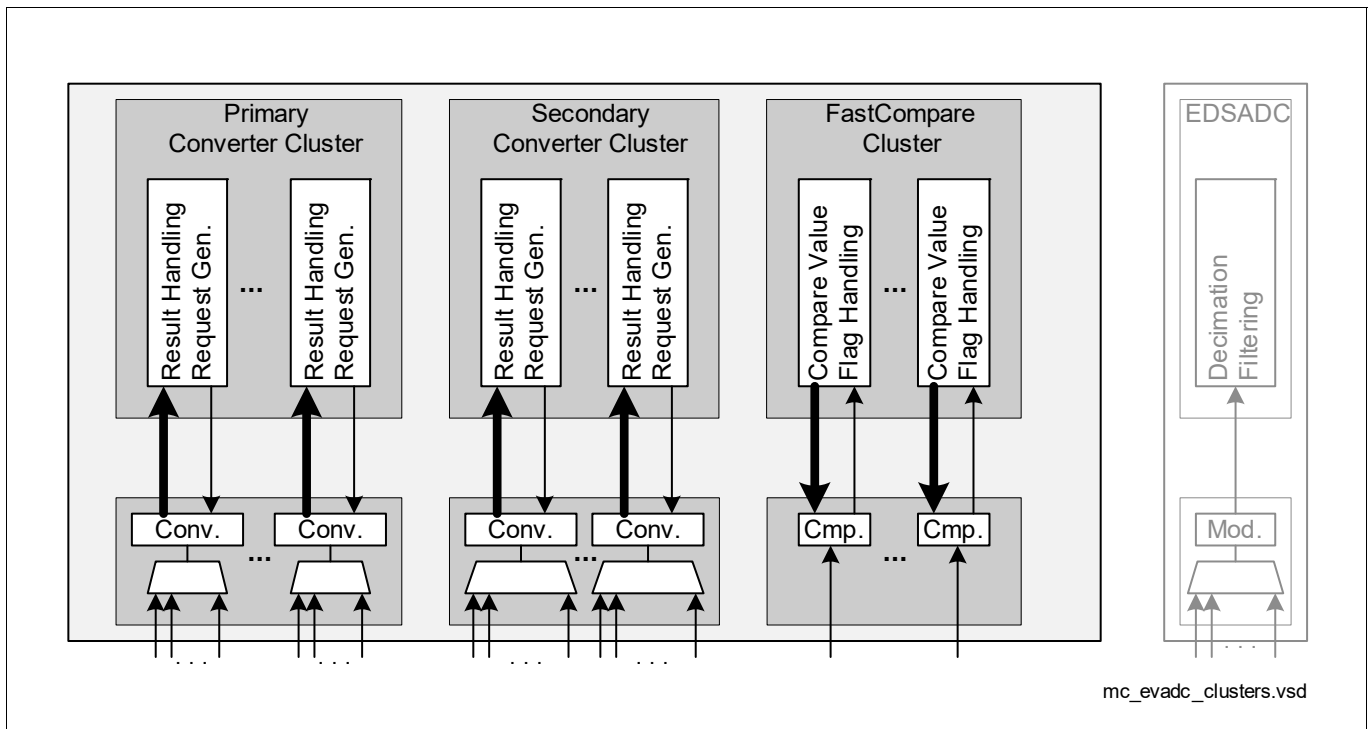 Primary
Converter Cluster
Secondary
Converter Cluster
FastCompare
Cluster
EDSADC
Result Handling
Request Gen.
...
Result Handling
Request Gen.
Result Handling
Request Gen.
...
Result Handling
Request Gen.
Compare Value
Flag Handling
...
Compare Value
Flag Handling
Decimation
Filtering
Conv.
...
Conv.
Conv.
...
Conv.
Cmp.
...
Cmp.
Mod.
. . .
. . .
. . .
. . .
. . .
mc_evadc_clusters.vsd